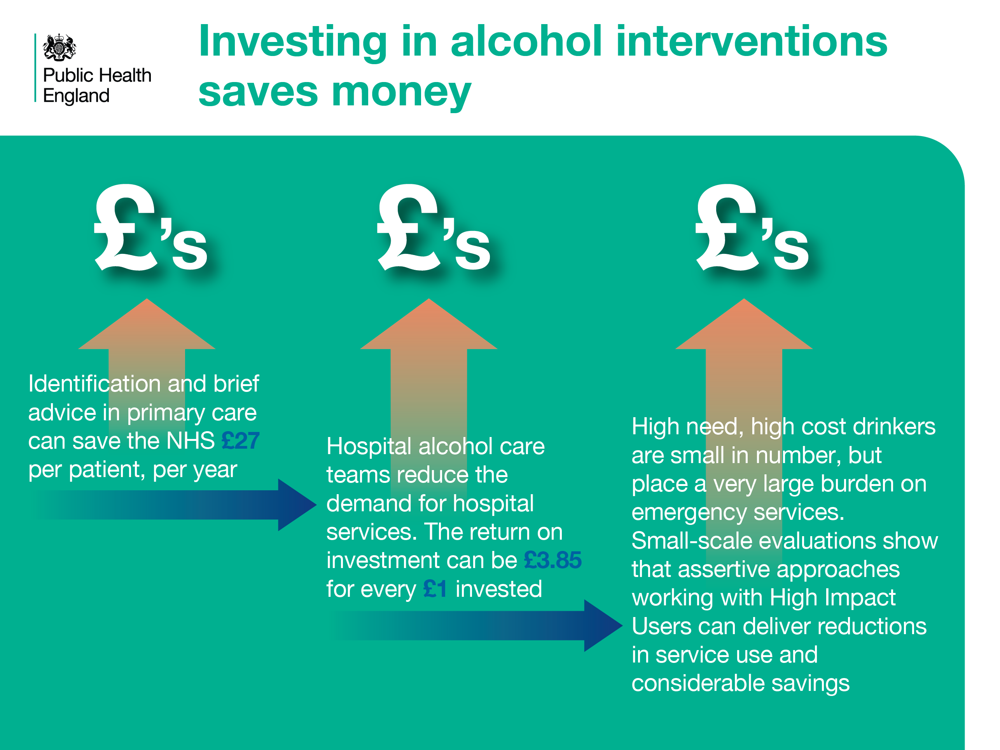 Public Health
England
Investing in alcohol interventions
saves money
£’s
£’s
£’s
Identification and brief
advice in primary care
can save the NHS £27
per patient, per year
Hospital alcohol care
teams reduce the
demand for hospital
services. The return on
investment can be £3.85
for every £1 invested
High need, high cost drinkers
are small in number, but
place a very large burden on
emergency services.
Small-scale evaluations show
that assertive approaches
working with High Impact
Users can deliver reductions
in service use and
considerable savings